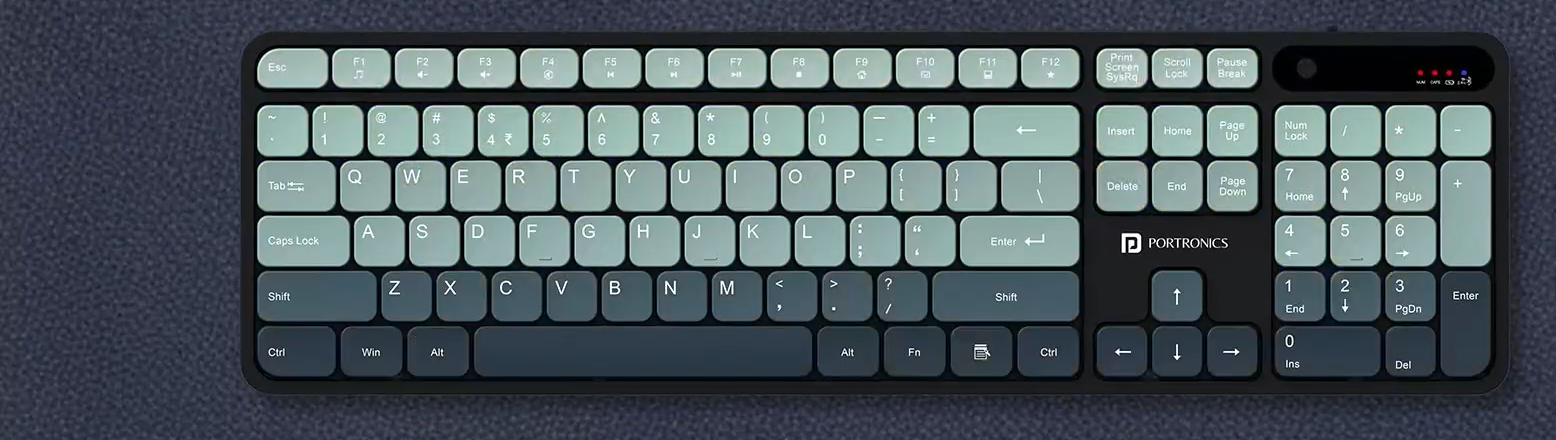 Esc F1 F2 F3 F4 F5 F6 F7 F8 F9 F10 F11 F12 Print Screen SysRq Scroll Lock Pause Break
NUM CAPS
~ ! @ # $ % ^ & * ( ) — +
· 1 2 3 4 ₹ 5 6 7 8 9 0 - = ← Insert Home Page Up Num Lock / * -
Tab Q W E R T Y U I O P { [ } ] | \ Delete End Page Down 7 Home 8 ↑ 9 PgUp +
Caps Lock A S D F G H J K L : ; “ ‘ Enter PORTRONICS 4 ← 5 6 →
Shift Z X C V B N M < , > . ? / Shift ↑ 1 End 2 ↓ 3 PgDn Enter
Ctrl Win Alt Alt Fn Ctrl ← ↓ → 0 Ins . Del